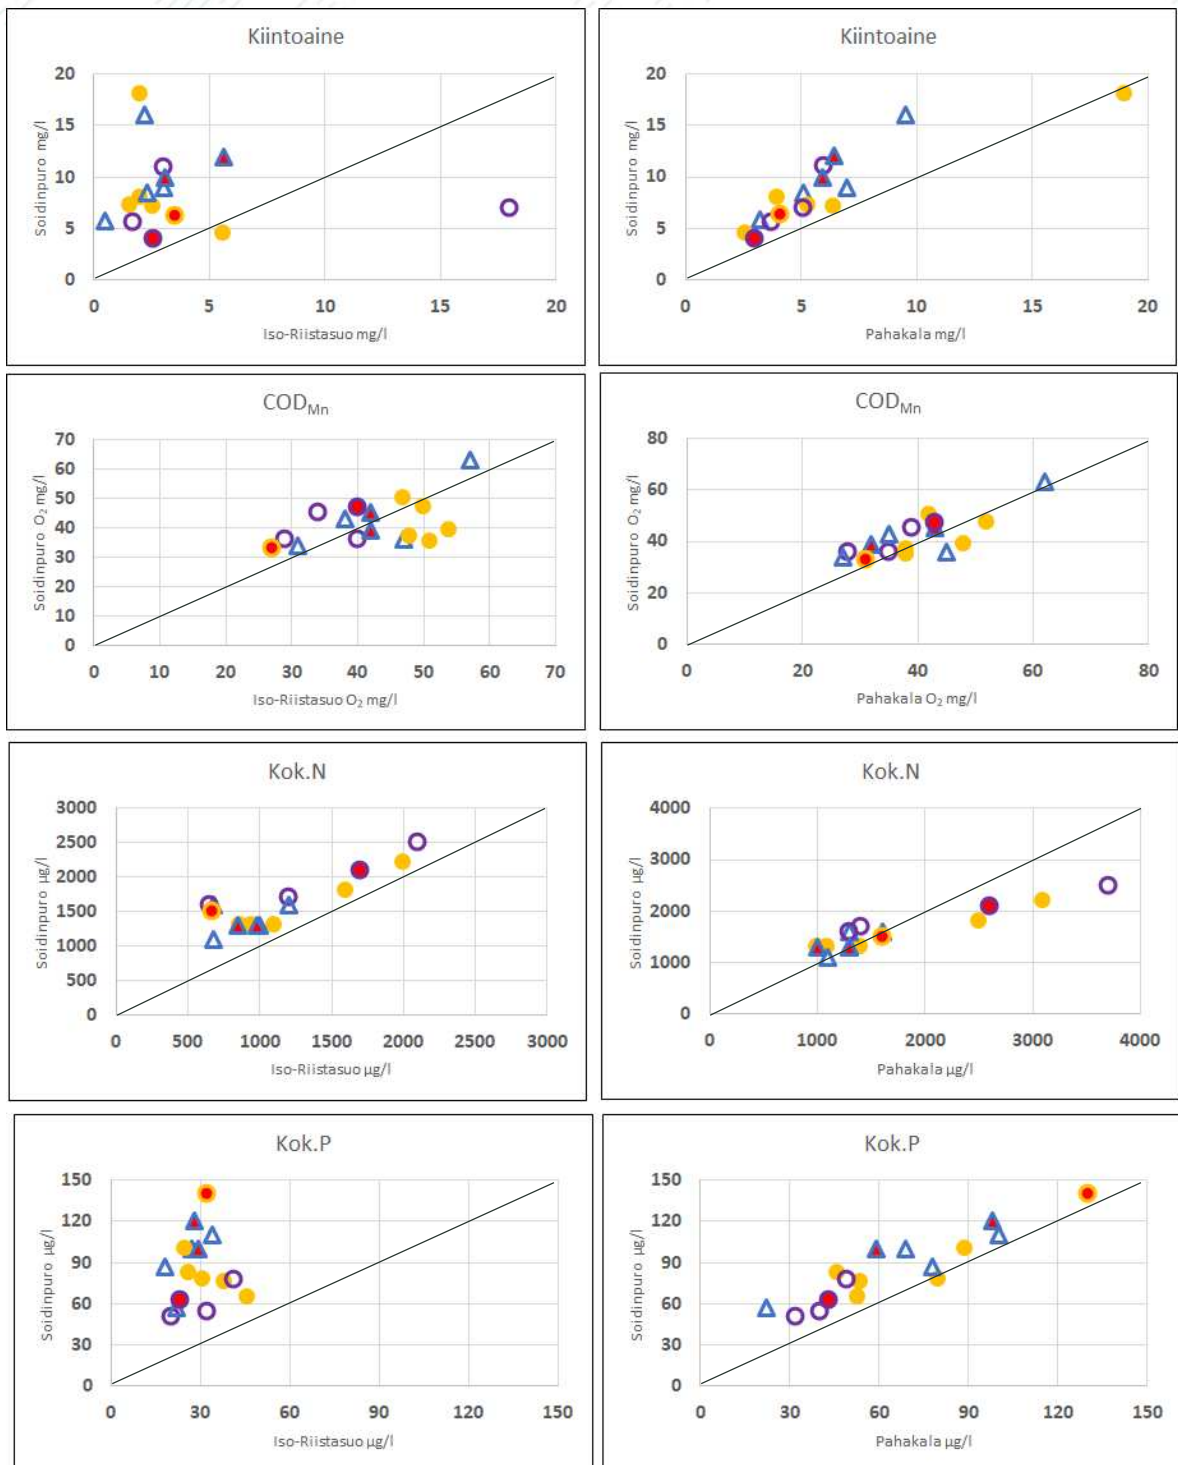 Kiintoaine
Soidinpuro mg/l
20
15
10
5
0
0 5 10 15 20
Iso-Riistasuo mg/l
Kiintoaine
Soidinpuro mg/l
20
15
10
5
0
0 5 10 15 20
Pahakala mg/l
COD_Mn
Soidinpuro O₂ mg/l
70
60
50
40
30
20
10
0
0 10 20 30 40 50 60 70
Iso-Riistasuo O₂ mg/l
COD_Mn
Soidinpuro O₂ mg/l
80
60
40
20
0
0 20 40 60 80
Pahakala O₂ mg/l
Kok.N
Soidinpuro µg/l
3000
2500
2000
1500
1000
500
0
0 500 1000 1500 2000 2500 3000
Iso-Riistasuo µg/l
Kok.N
Soidinpuro µg/l
4000
3000
2000
1000
0
0 1000 2000 3000 4000
Pahakala µg/l
Kok.P
Soidinpuro µg/l
150
120
90
60
30
0
0 30 60 90 120 150
Iso-Riistasuo µg/l
Kok.P
Soidinpuro µg/l
150
120
90
60
30
0
0 30 60 90 120 150
Pahakala µg/l